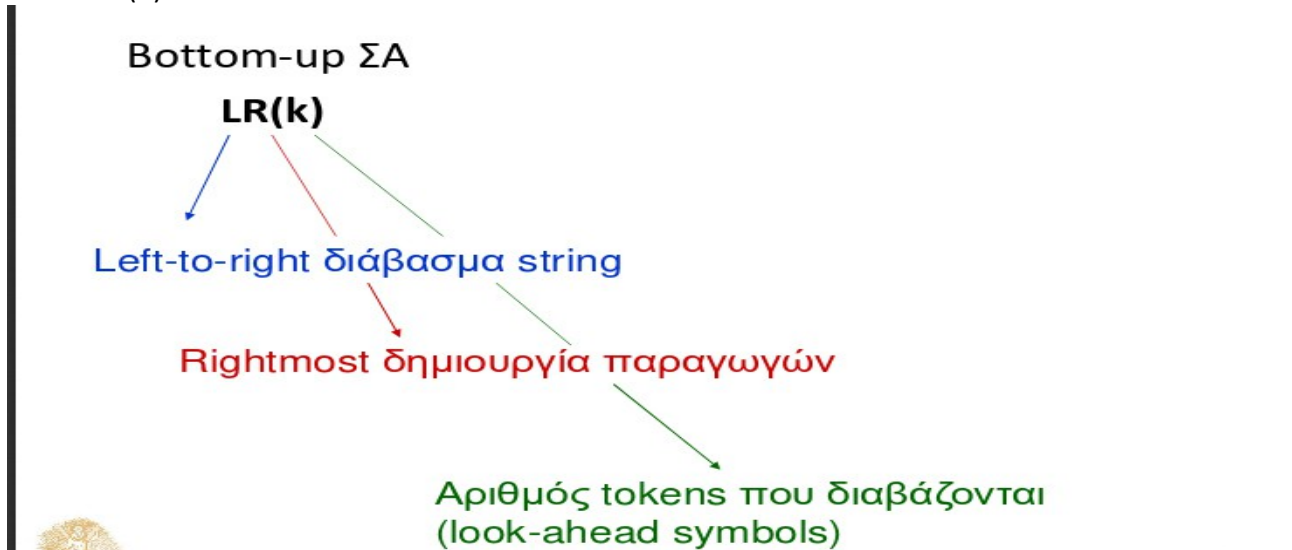 Bottom-up ΣΑ
LR(k)
Left-to-right διάβασμα string
Rightmost δημιουργία παραγωγών
Αριθμός tokens που διαβάζονται
(look-ahead symbols)